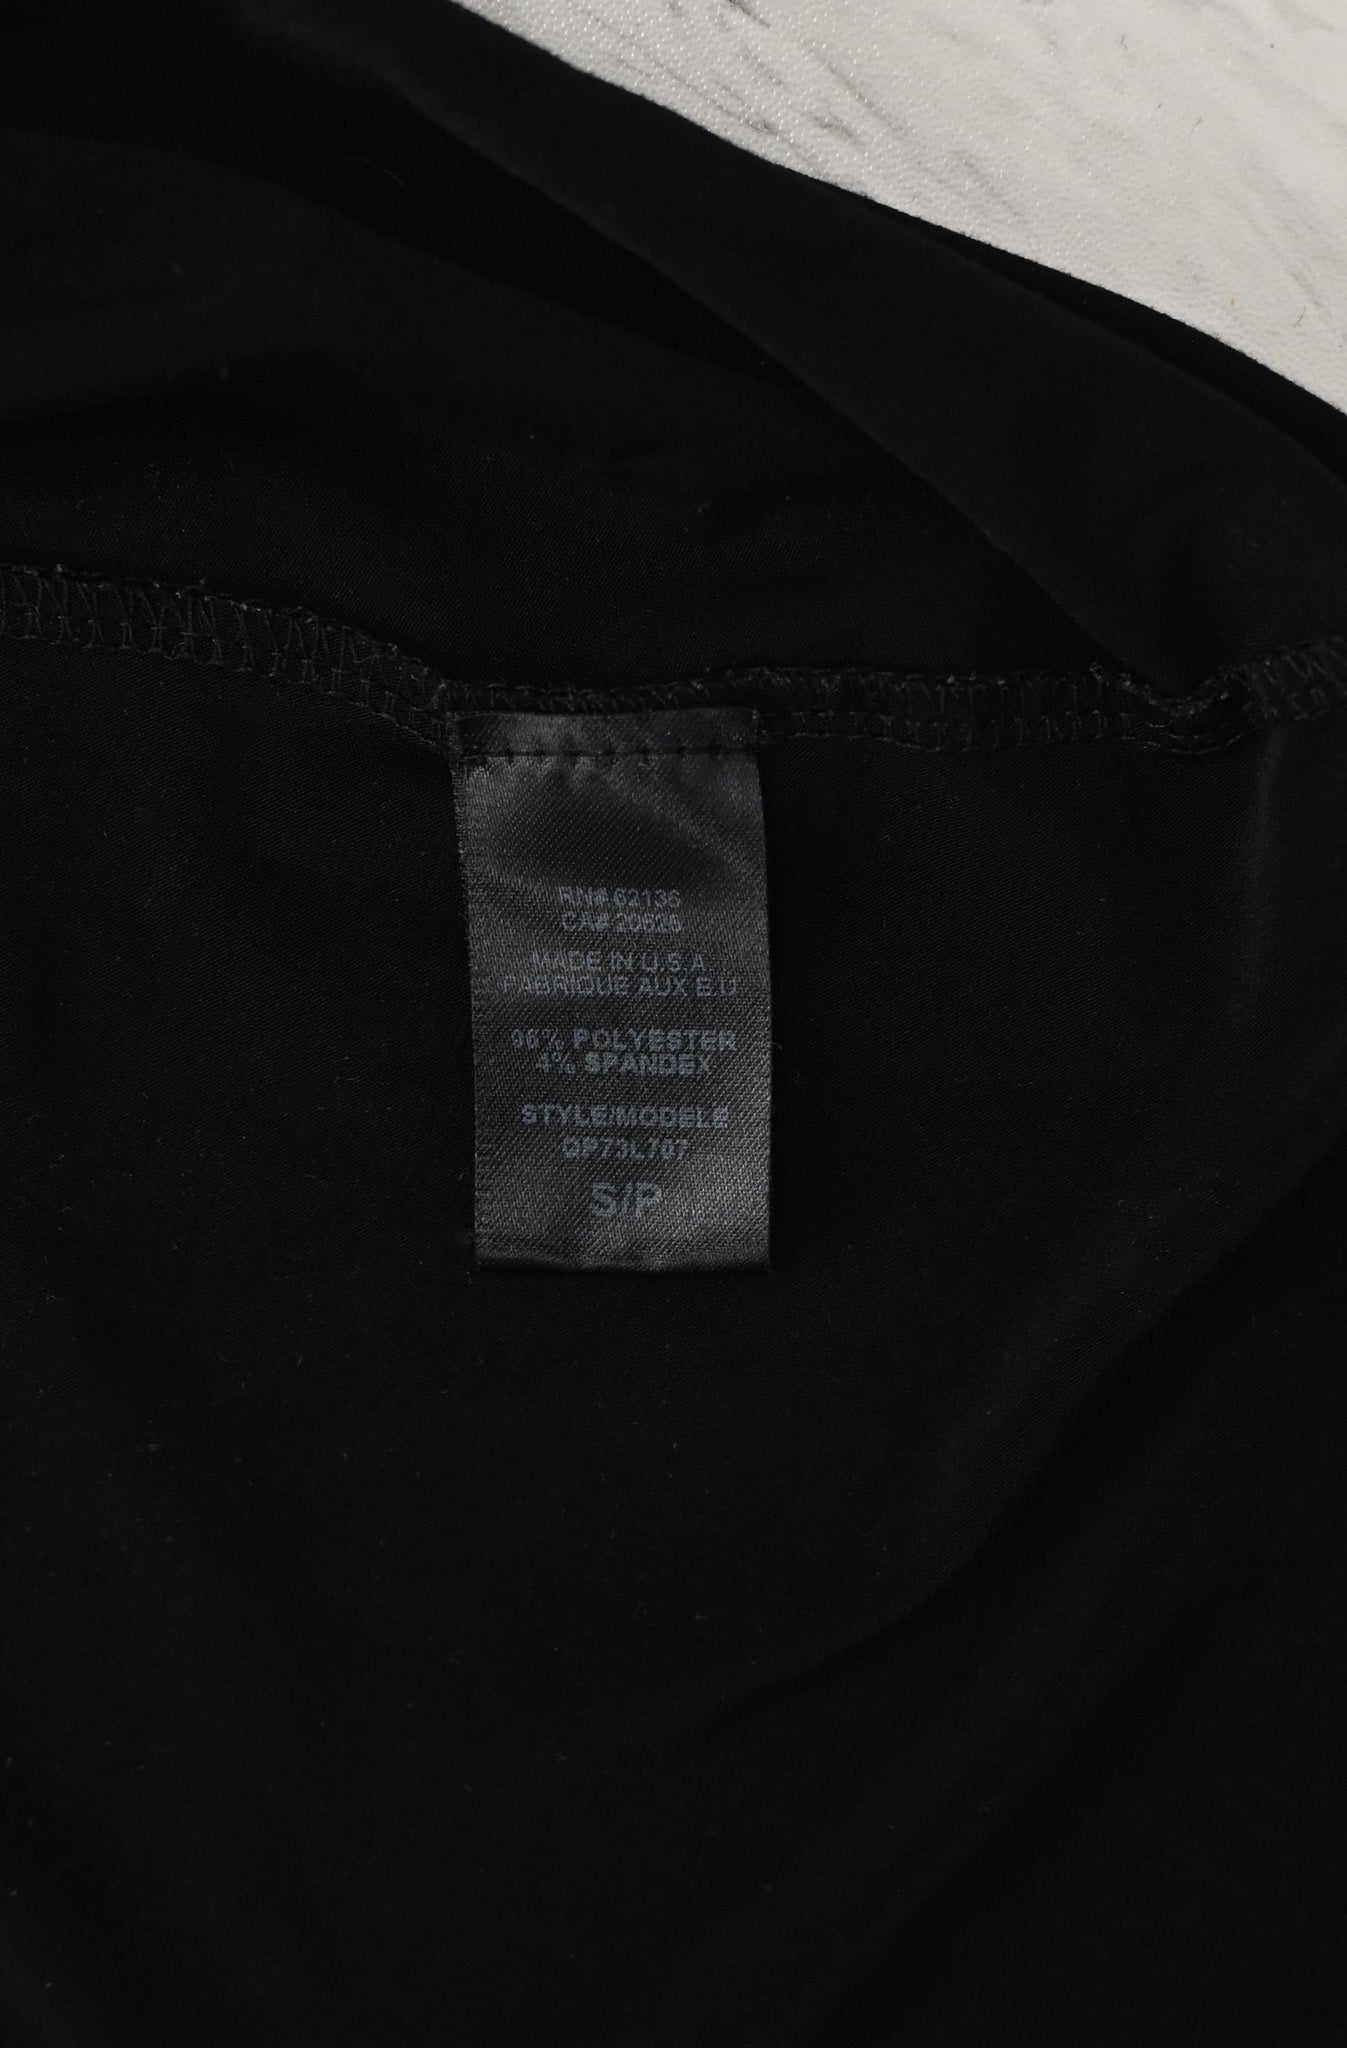 RN# 62136
CA# 20626
MADE IN U.S.A
FABRIQUE AUX E.U
96% POLYESTER
4% SPANDEX
STYLE/MODELE
QP73L707
S/P